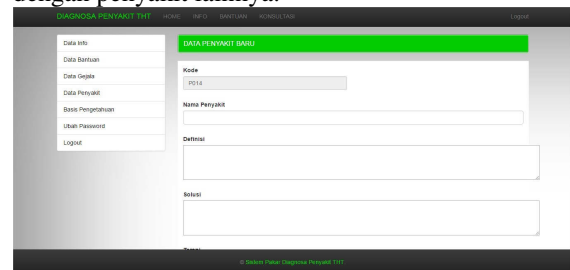 dengan penyakit lainnya.
DIAGNOSA PENYAKIT THT HOME INFO BANTUAN KONSULTASI Logout
Data Info
Data Bantuan
Data Gejala
Data Penyakit
Basis Pengetahuan
Ubah Password
Logout
DATA PENYAKIT BARU
Kode
P014
Nama Penyakit
Definisi
Solusi
© Sistem Pakar Diagnosa Penyakit THT